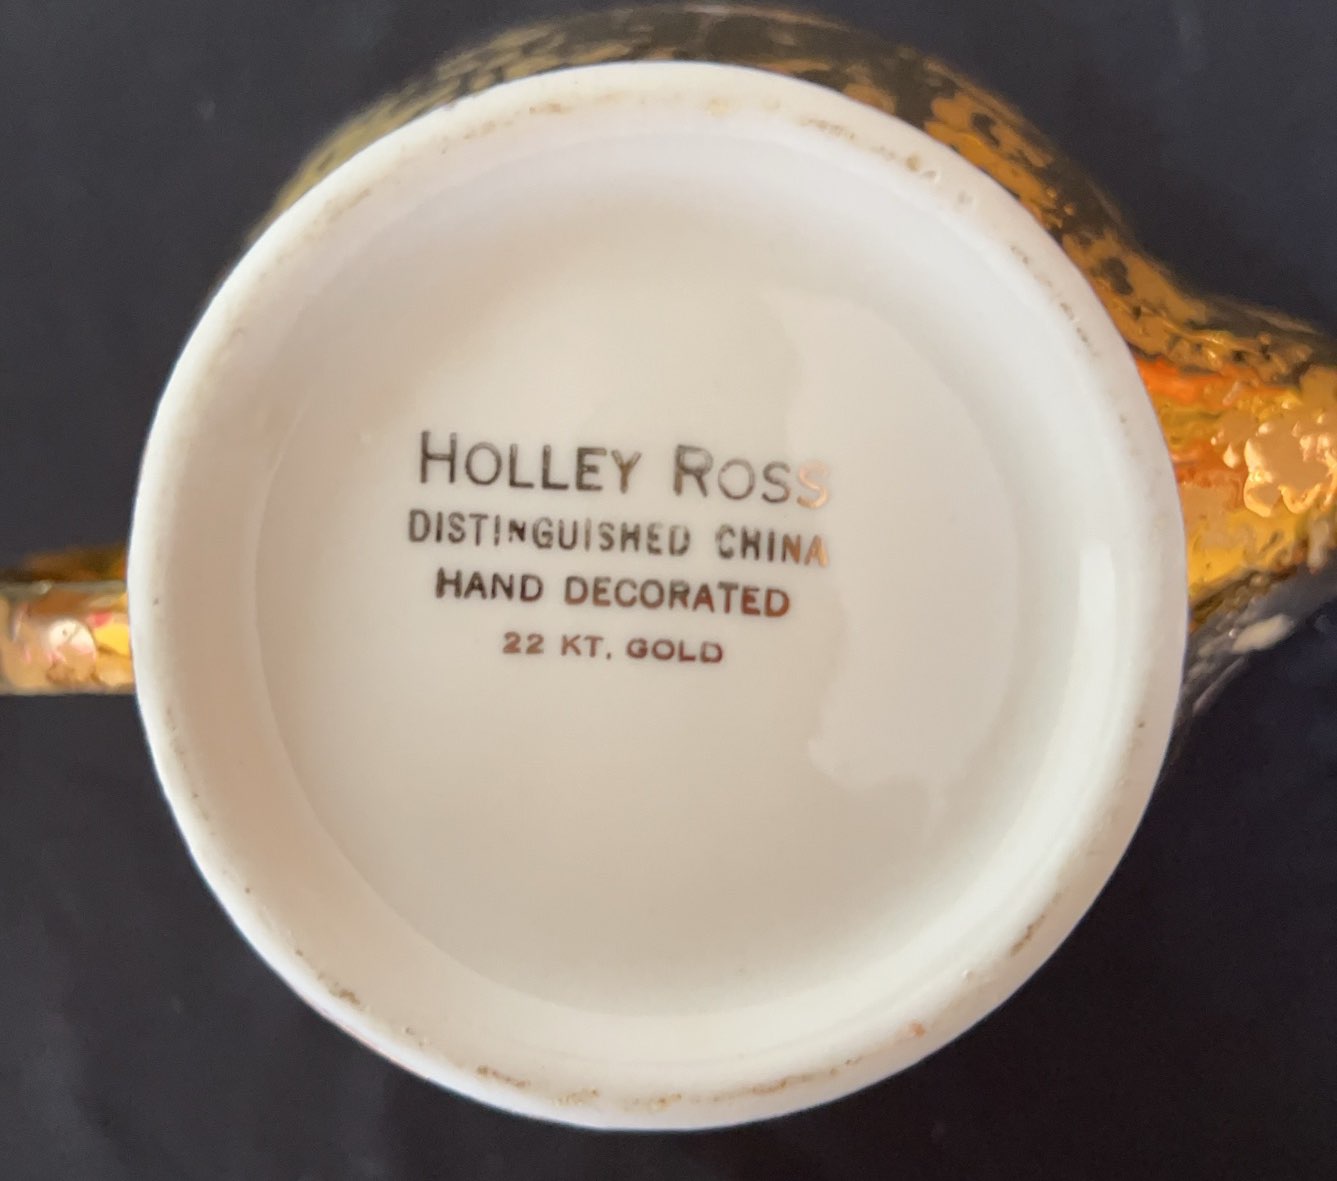 HOLLEY ROSS
DISTINGUISHED CHINA
HAND DECORATED
22 KT. GOLD